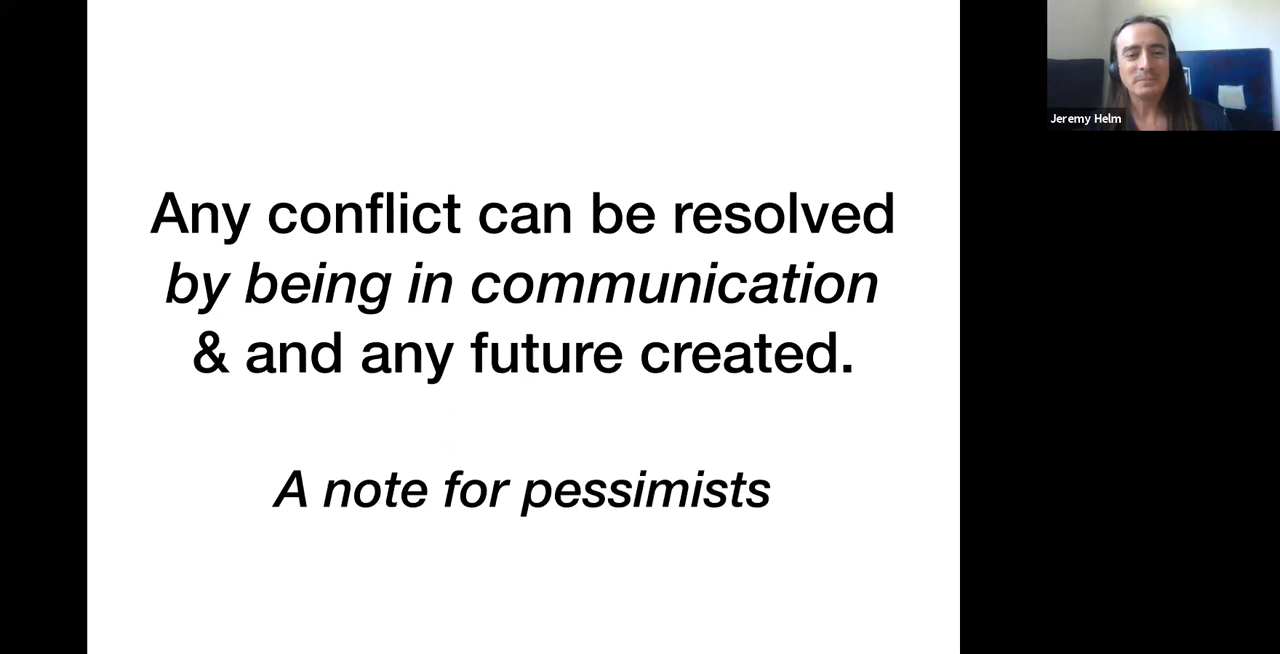 Any conflict can be resolved
by being in communication
& and any future created.
A note for pessimists
Jeremy Helm